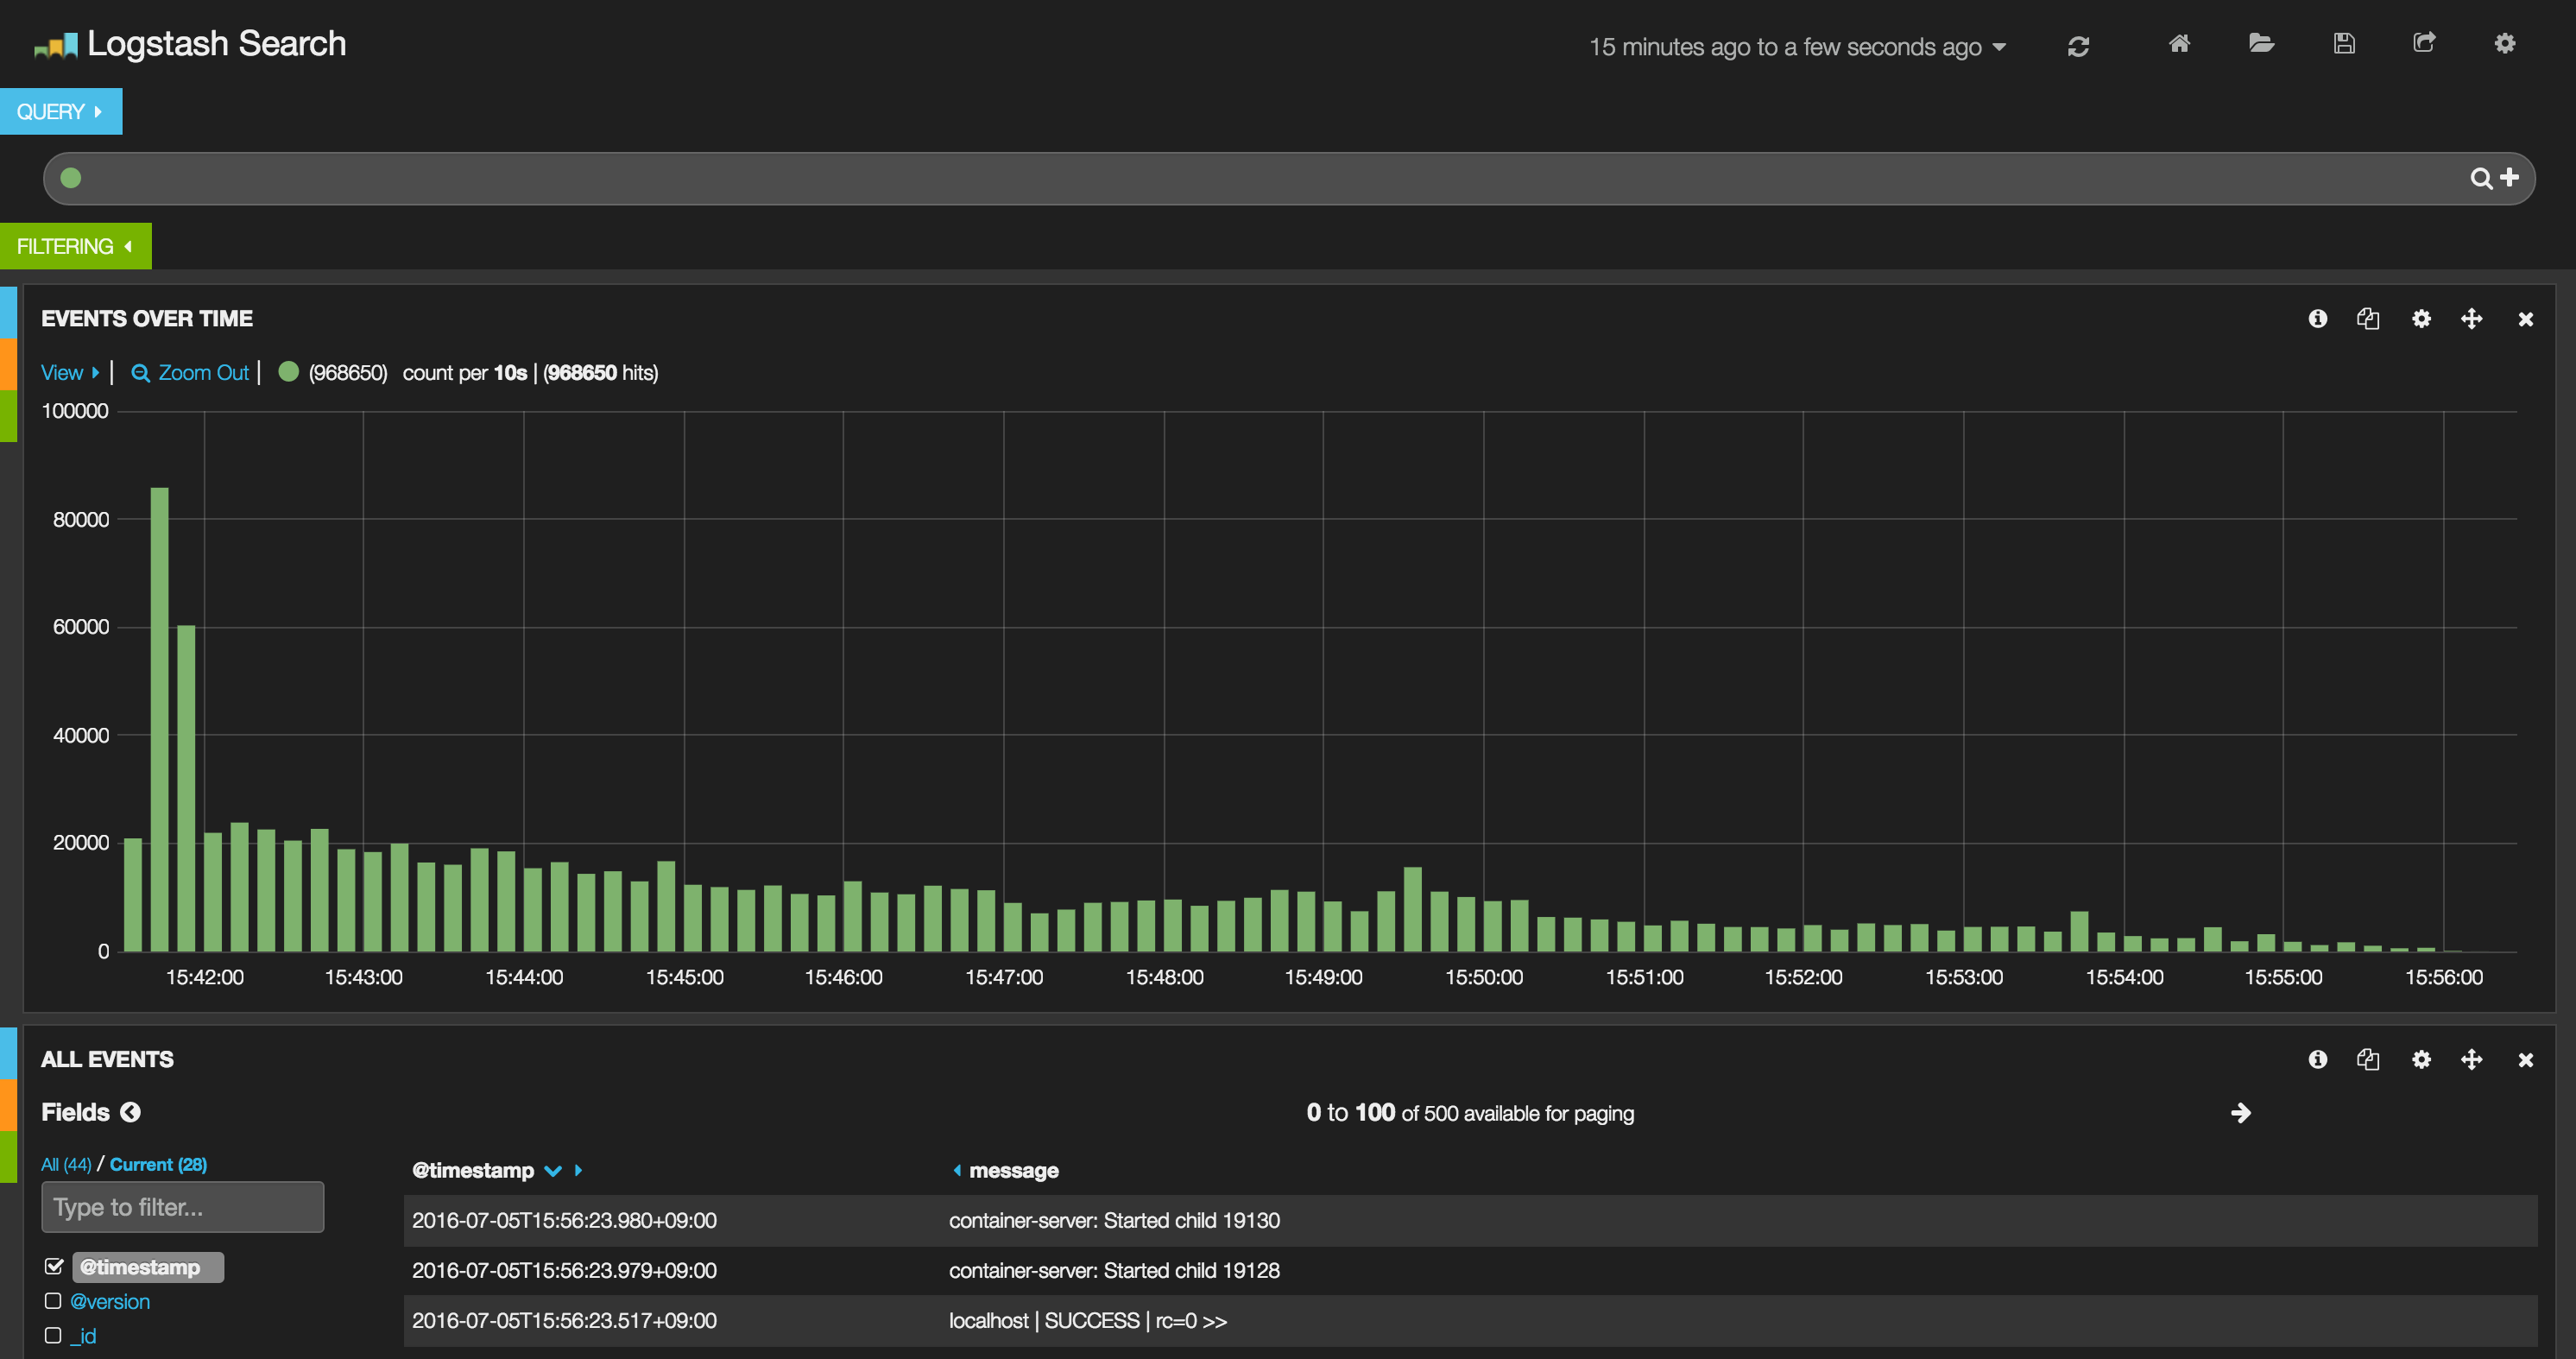 Logstash Search
15 minutes ago to a few seconds ago
QUERY
FILTERING
EVENTS OVER TIME
View | Zoom Out | (968650) count per 10s | (968650 hits)
100000
80000
60000
40000
20000
0
15:42:00 15:43:00 15:44:00 15:45:00 15:46:00 15:47:00 15:48:00 15:49:00 15:50:00 15:51:00 15:52:00 15:53:00 15:54:00 15:55:00 15:56:00
ALL EVENTS
Fields
0 to 100 of 500 available for paging
All (44) / Current (28)
Type to filter...
@timestamp
@version
_id
@timestamp message
2016-07-05T15:56:23.980+09:00 container-server: Started child 19130
2016-07-05T15:56:23.979+09:00 container-server: Started child 19128
2016-07-05T15:56:23.517+09:00 localhost | SUCCESS | rc=0 >>